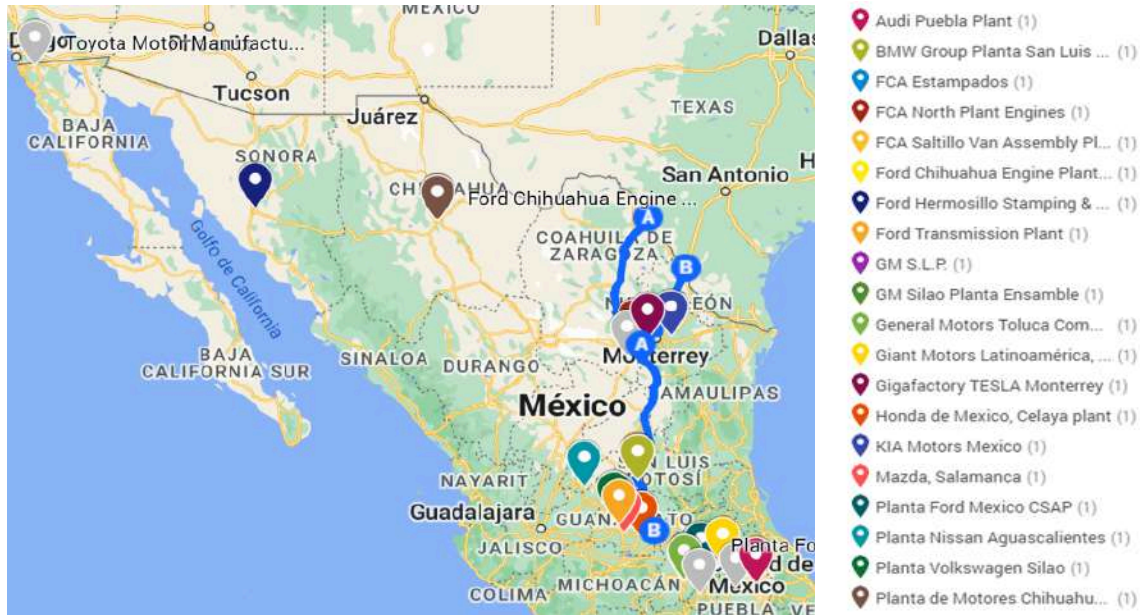 MÉXICO
Toyota Motor Manufactu...
Dallas
Tucson
Juárez
TEXAS
BAJA
CALIFORNIA
SONORA
San Antonio
CHIHUAHUA
Ford Chihuahua Engine ...
A
COAHUILA DE
ZARAGOZA
B
Golfo de California
A
Monterrey
BAJA
CALIFORNIA SUR
SINALOA
DURANGO
TAMAULIPAS
México
SAN LUIS
POTOSÍ
NAYARIT
Guadalajara
GUANAJUATO
B
JALISCO
Planta Fo
d de
México
MICHOACÁN
COLIMA
PUEBLA
VE
Audi Puebla Plant (1)
BMW Group Planta San Luis ... (1)
FCA Estampados (1)
FCA North Plant Engines (1)
FCA Saltillo Van Assembly Pl... (1)
Ford Chihuahua Engine Plant... (1)
Ford Hermosillo Stamping & ... (1)
Ford Transmission Plant (1)
GM S.L.P. (1)
GM Silao Planta Ensamble (1)
General Motors Toluca Com... (1)
Giant Motors Latinoamérica, ... (1)
Gigafactory TESLA Monterrey (1)
Honda de Mexico, Celaya plant (1)
KIA Motors Mexico (1)
Mazda, Salamanca (1)
Planta Ford Mexico CSAP (1)
Planta Nissan Aguascalientes (1)
Planta Volkswagen Silao (1)
Planta de Motores Chihuahu... (1)